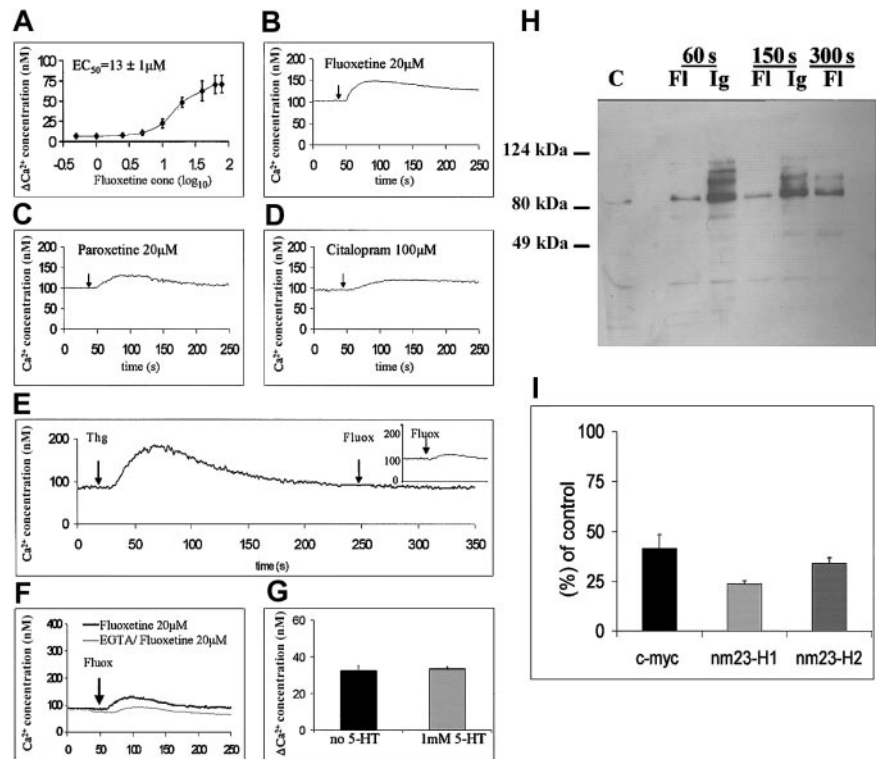 A
ΔCa²⁺ concentration (nM)
100
75
50
25
0
EC₅₀=13 ± 1μM
-0.5 0 0.5 1 1.5 2
Fluoxetine conc (log₁₀)
B
Ca²⁺ concentration (nM)
200
150
100
50
0
Fluoxetine 20μM
0 50 100 150 200 250
time (s)
C
Ca²⁺ concentration (nM)
200
150
100
50
0
Paroxetine 20μM
0 50 100 150 200 250
time (s)
D
Ca²⁺ concentration (nM)
200
150
100
50
0
Citalopram 100μM
0 50 100 150 200 250
time (s)
E
Ca²⁺ concentration (nM)
200
100
0
Thg
Fluox
200
100
0
Fluox
0 50 100 150 200 250 300 350
time(s)
F
Ca²⁺ concentration (nM)
400
300
200
100
0
Fluoxetine 20μM
EGTA/ Fluoxetine 20μM
Fluox
0 50 100 150 200 250
G
ΔCa²⁺ concentration (nM)
60
40
20
0
no 5-HT 1mM 5-HT
H
60 s 150 s 300 s
C Fl Ig Fl Ig Fl
124 kDa
80 kDa
49 kDa
I
(%) of control
100
75
50
25
0
c-myc nm23-H1 nm23-H2